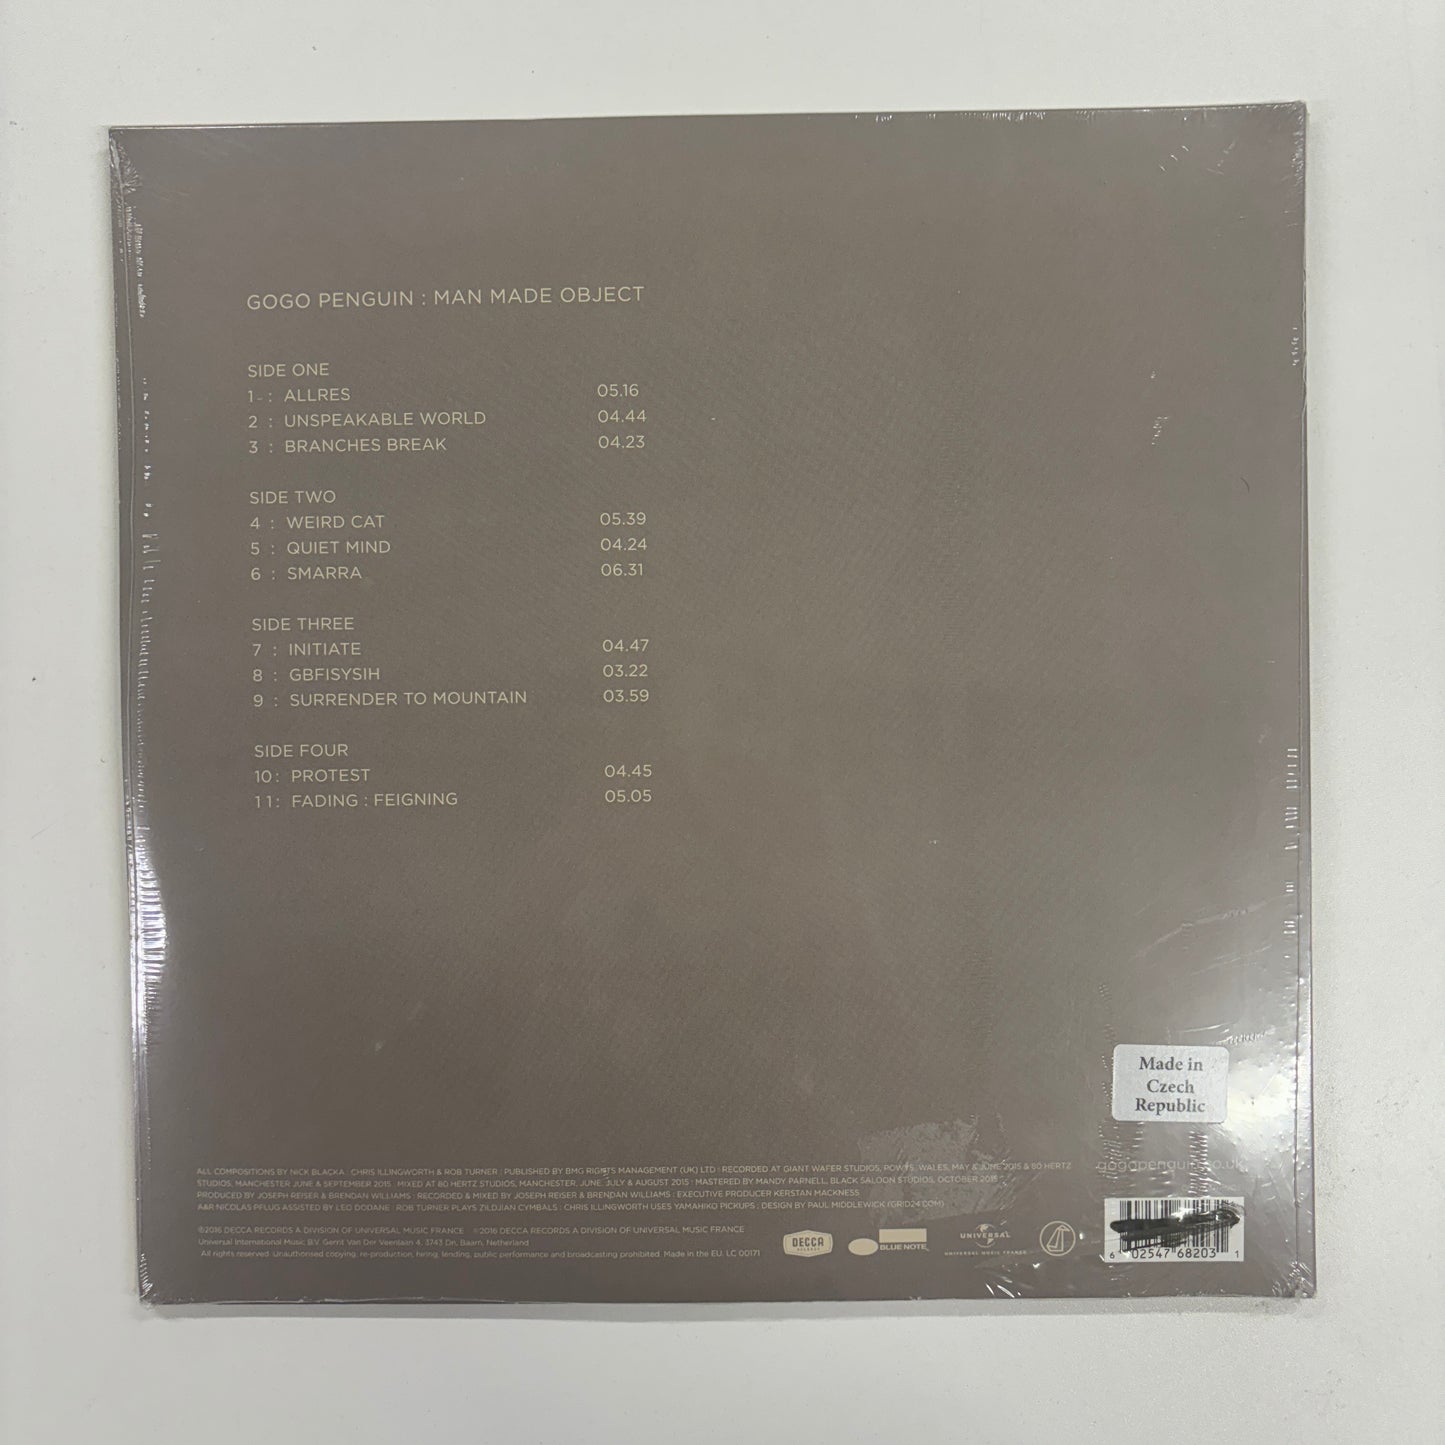 GOGO PENGUIN : MAN MADE OBJECT
SIDE ONE
1 : ALLRES 05.16
2 : UNSPEAKABLE WORLD 04.44
3 : BRANCHES BREAK 04.23
SIDE TWO
4 : WEIRD CAT 05.39
5 : QUIET MIND 04.24
6 : SMARRA 06.31
SIDE THREE
7 : INITIATE 04.47
8 : GBFISYSIH 03.22
9 : SURRENDER TO MOUNTAIN 03.59
SIDE FOUR
10 : PROTEST 04.45
11 : FADING : FEIGNING 05.05
Made in
Czech
Republic
ALL COMPOSITIONS BY NICK BLACKA : CHRIS ILLINGWORTH & ROB TURNER : PUBLISHED BY BMG RIGHTS MANAGEMENT (UK) LTD : RECORDED AT GIANT WAFER STUDIOS, POWYS, WALES, MAY & JUNE 2015 & 80 HERTZ
STUDIOS, MANCHESTER JUNE & SEPTEMBER 2015 : MIXED AT 80 HERTZ STUDIOS, MANCHESTER, JUNE, JULY & AUGUST 2015 : MASTERED BY MANDY PARNELL, BLACK SALOON STUDIOS, OCTOBER 2015
PRODUCED BY JOSEPH REISER & BRENDAN WILLIAMS : RECORDED & MIXED BY JOSEPH REISER & BRENDAN WILLIAMS : EXECUTIVE PRODUCER KERSTAN MACKNESS
A&R NICOLAS PFLUG ASSISTED BY LEO DODANE : ROB TURNER PLAYS ZILDJIAN CYMBALS : CHRIS ILLINGWORTH USES YAMAHIKO PICKUPS : DESIGN BY PAUL MIDDLEWICK (GRID24.COM)
gogopenguin.co.uk
℗2016 DECCA RECORDS A DIVISION OF UNIVERSAL MUSIC FRANCE ©2016 DECCA RECORDS A DIVISION OF UNIVERSAL MUSIC FRANCE
Universal International Music B.V. Gerrit Van Der Veenlaan 4, 3743 Dn, Baarn, Netherland
All rights reserved. Unauthorised copying, re-production, hiring, lending, public performance and broadcasting prohibited. Made in the EU. LC 00171
DECCA
RECORDS
BLUE NOTE
UNIVERSAL
UNIVERSAL MUSIC FRANCE
6 02547 68203 1